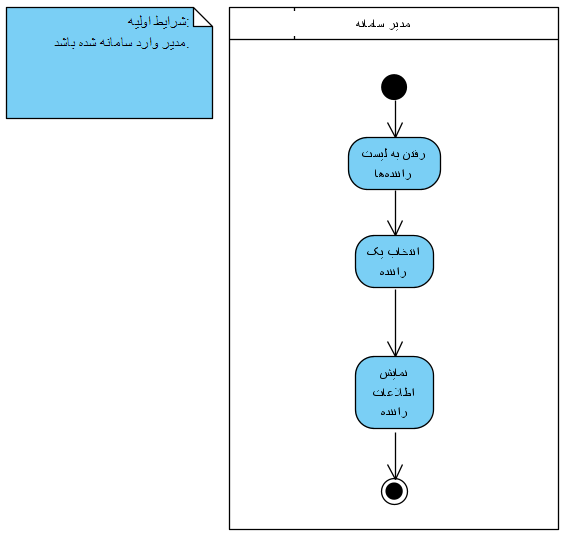 شرایط اولیه:
مدیر وارد سامانه شده باشد.
مدیر سامانه
رفتن به لیست
راننده‌ها
انتخاب یک
راننده
نمایش
اطلاعات
راننده